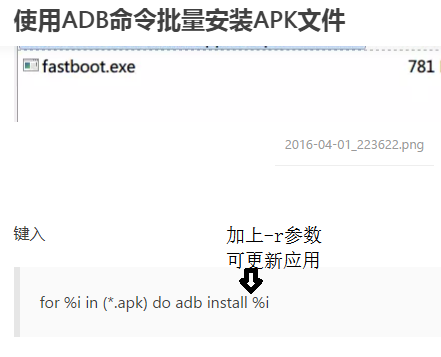 使用ADB命令批量安装APK文件
fastboot.exe
781
2016-04-01_223622.png
键入
加上-r参数
可更新应用
for %i in (*.apk) do adb install %i